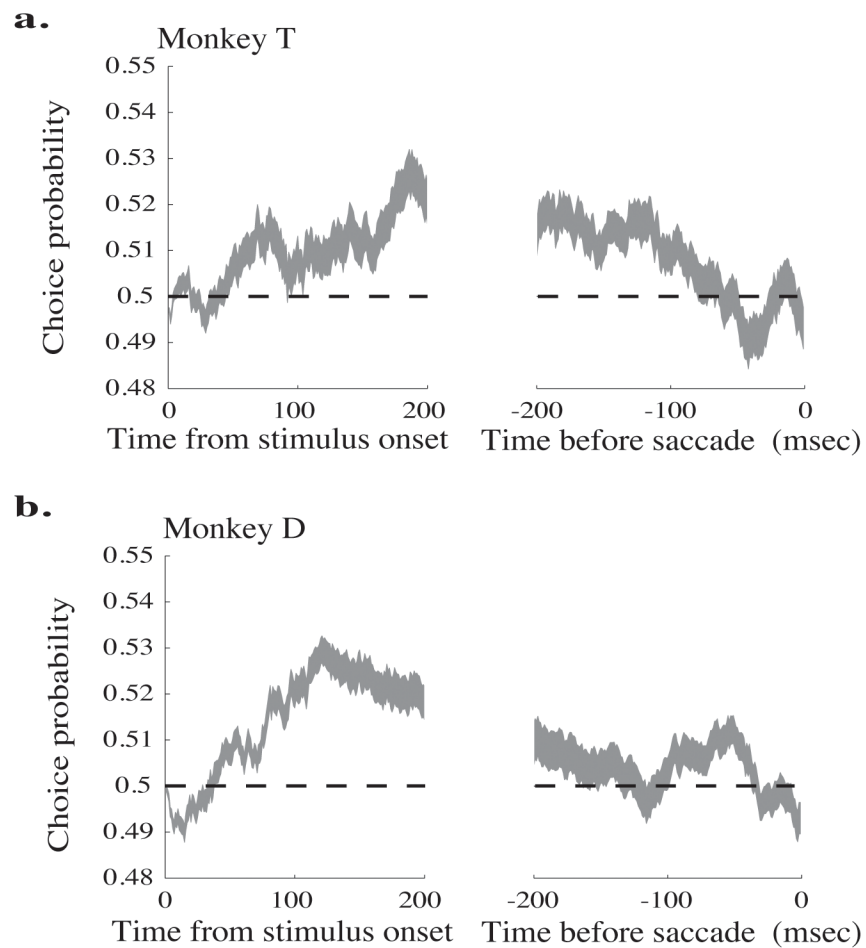 a.
Monkey T
0.55
0.54
0.53
0.52
0.51
0.5
0.49
0.48
Choice probability
0 100 200 -200 -100 0
Time from stimulus onset Time before saccade (msec)
b.
Monkey D
0.55
0.54
0.53
0.52
0.51
0.5
0.49
0.48
Choice probability
0 100 200 -200 -100 0
Time from stimulus onset Time before saccade (msec)